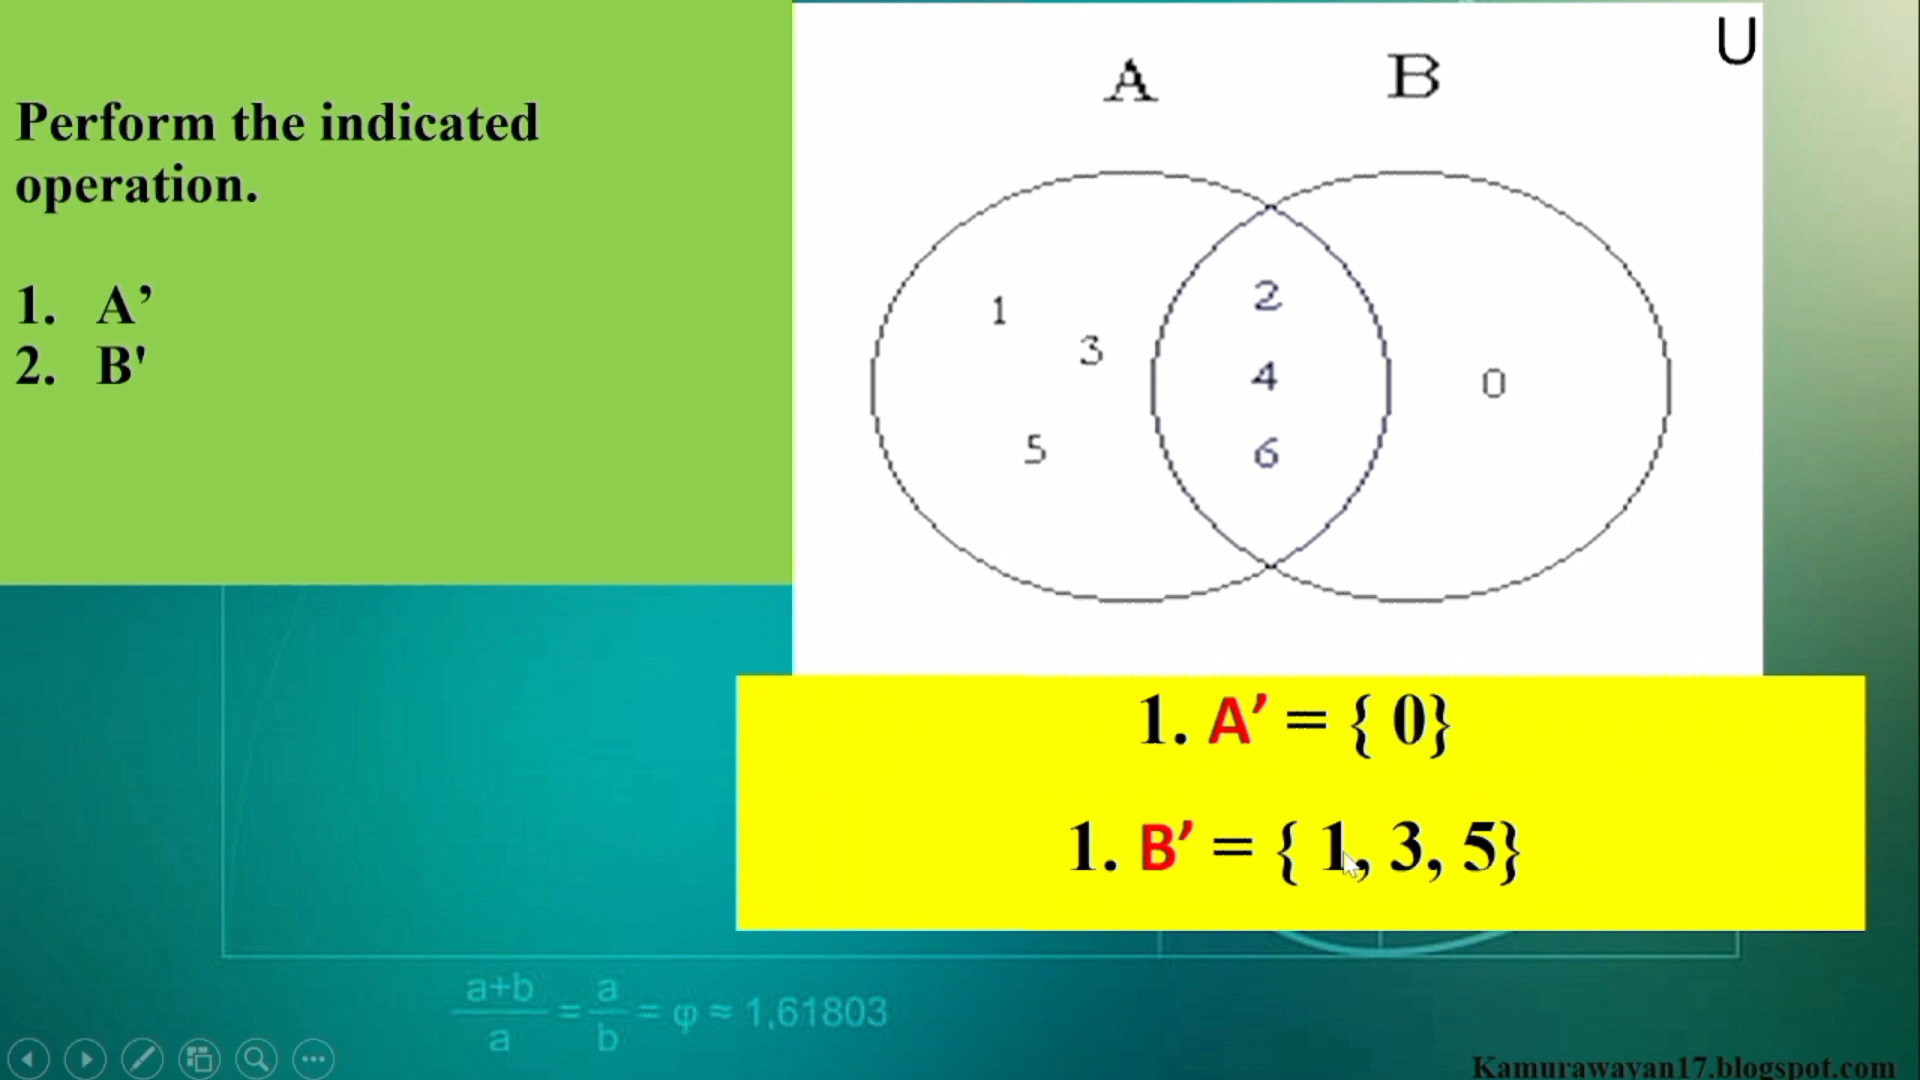 Perform the indicated
operation.
1. A’
2. B'
U
A B
1
3
5
2
4
6
0
1. A’ = { 0}
1. B’ = { 1, 3, 5}
a+b/a = a/b = φ ≈ 1,61803
Kamurawayan17.blogspot.com